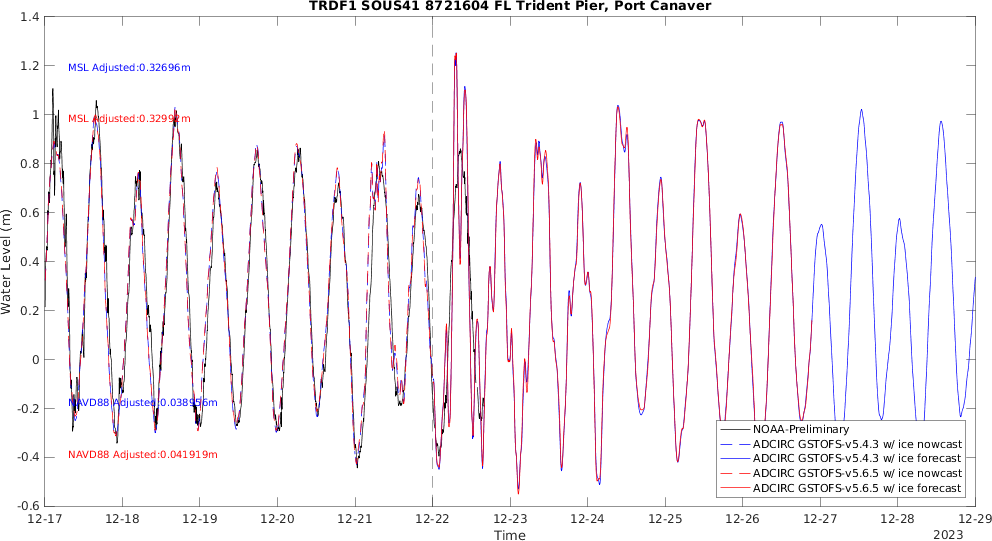 TRDF1 SOUS41 8721604 FL Trident Pier, Port Canaver
1.4
1.2
1
0.8
0.6
0.4
0.2
0
-0.2
-0.4
-0.6
Water Level (m)
MSL Adjusted:0.32696m
MSL Adjusted:0.32992m
NAVD88 Adjusted:0.038956m
NAVD88 Adjusted:0.041919m
NOAA-Preliminary
ADCIRC GSTOFS-v5.4.3 w/ ice nowcast
ADCIRC GSTOFS-v5.4.3 w/ ice forecast
ADCIRC GSTOFS-v5.6.5 w/ ice nowcast
ADCIRC GSTOFS-v5.6.5 w/ ice forecast
12-17 12-18 12-19 12-20 12-21 12-22 12-23 12-24 12-25 12-26 12-27 12-28 12-29
Time
2023